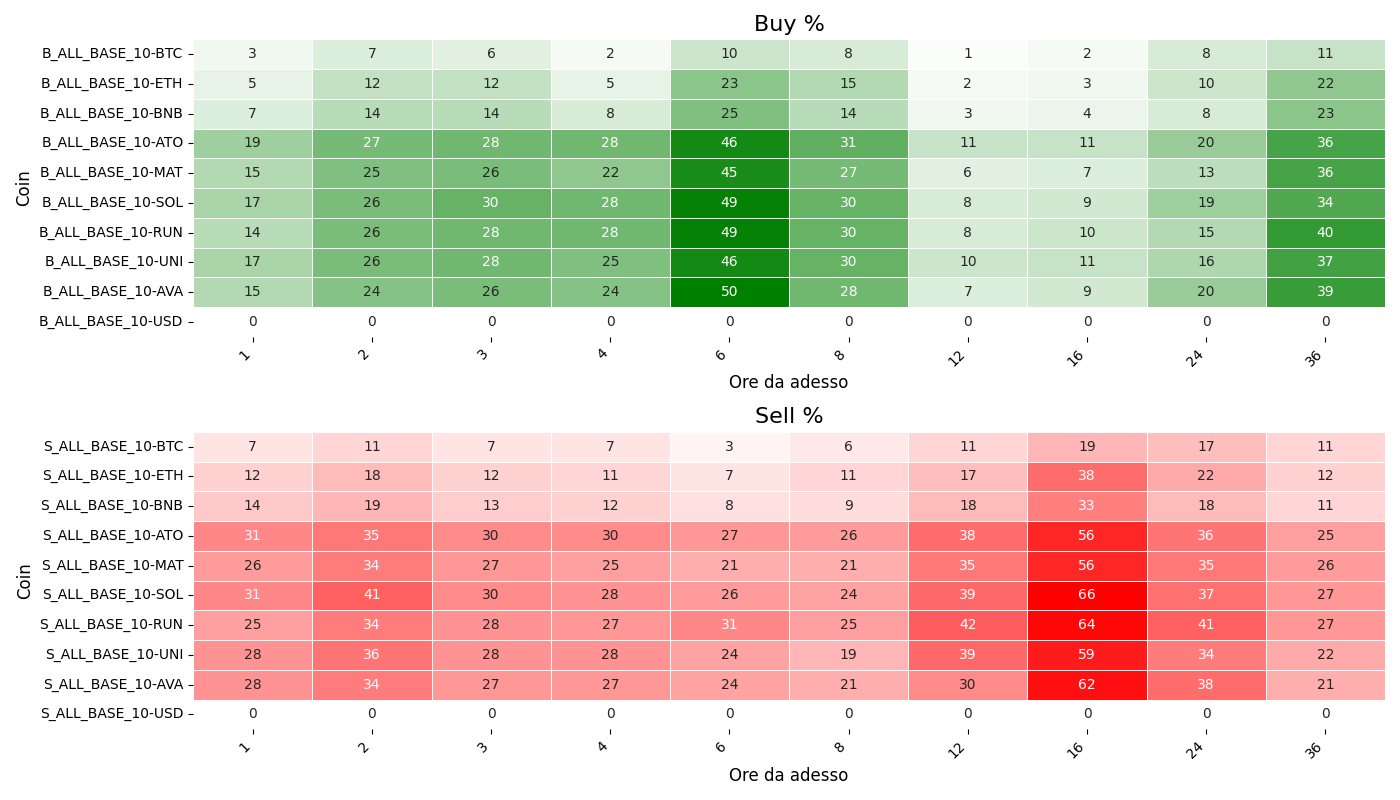 Buy %
Coin
B_ALL_BASE_10-BTC 3 7 6 2 10 8 1 2 8 11
B_ALL_BASE_10-ETH 5 12 12 5 23 15 2 3 10 22
B_ALL_BASE_10-BNB 7 14 14 8 25 14 3 4 8 23
B_ALL_BASE_10-ATO 19 27 28 28 46 31 11 11 20 36
B_ALL_BASE_10-MAT 15 25 26 22 45 27 6 7 13 36
B_ALL_BASE_10-SOL 17 26 30 28 49 30 8 9 19 34
B_ALL_BASE_10-RUN 14 26 28 28 49 30 8 10 15 40
B_ALL_BASE_10-UNI 17 26 28 25 46 30 10 11 16 37
B_ALL_BASE_10-AVA 15 24 26 24 50 28 7 9 20 39
B_ALL_BASE_10-USD 0 0 0 0 0 0 0 0 0 0
1 2 3 4 6 8 12 16 24 36
Ore da adesso
Sell %
Coin
S_ALL_BASE_10-BTC 7 11 7 7 3 6 11 19 17 11
S_ALL_BASE_10-ETH 12 18 12 11 7 11 17 38 22 12
S_ALL_BASE_10-BNB 14 19 13 12 8 9 18 33 18 11
S_ALL_BASE_10-ATO 31 35 30 30 27 26 38 56 36 25
S_ALL_BASE_10-MAT 26 34 27 25 21 21 35 56 35 26
S_ALL_BASE_10-SOL 31 41 30 28 26 24 39 66 37 27
S_ALL_BASE_10-RUN 25 34 28 27 31 25 42 64 41 27
S_ALL_BASE_10-UNI 28 36 28 28 24 19 39 59 34 22
S_ALL_BASE_10-AVA 28 34 27 27 24 21 30 62 38 21
S_ALL_BASE_10-USD 0 0 0 0 0 0 0 0 0 0
1 2 3 4 6 8 12 16 24 36
Ore da adesso